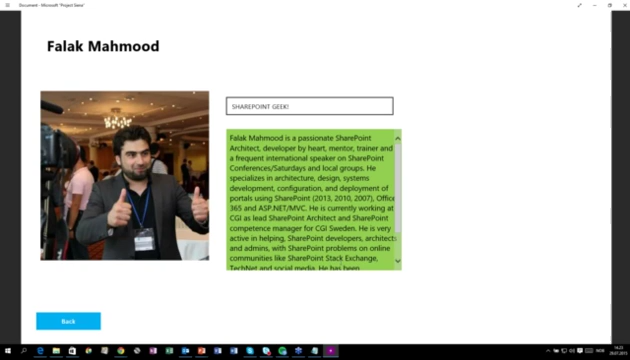 Document - Microsoft "Project Siena"
Falak Mahmood
SHAREPOINT GEEK!
Falak Mahmood is a passionate SharePoint
Architect, developer by heart, mentor, trainer and
a frequent international speaker on SharePoint
Conferences/Saturdays and local groups. He
specializes in architecture, design, systems
development, configuration, and deployment of
portals using SharePoint (2013, 2010, 2007), Office
365 and ASP.NET/MVC. He is currently working at
CGI as lead SharePoint Architect and SharePoint
competence manager for CGI Sweden. He is very
active in helping, SharePoint developers, architects
and admins, with SharePoint problems on online
communities like SharePoint Stack Exchange,
TechNet and social media. He has been
Back